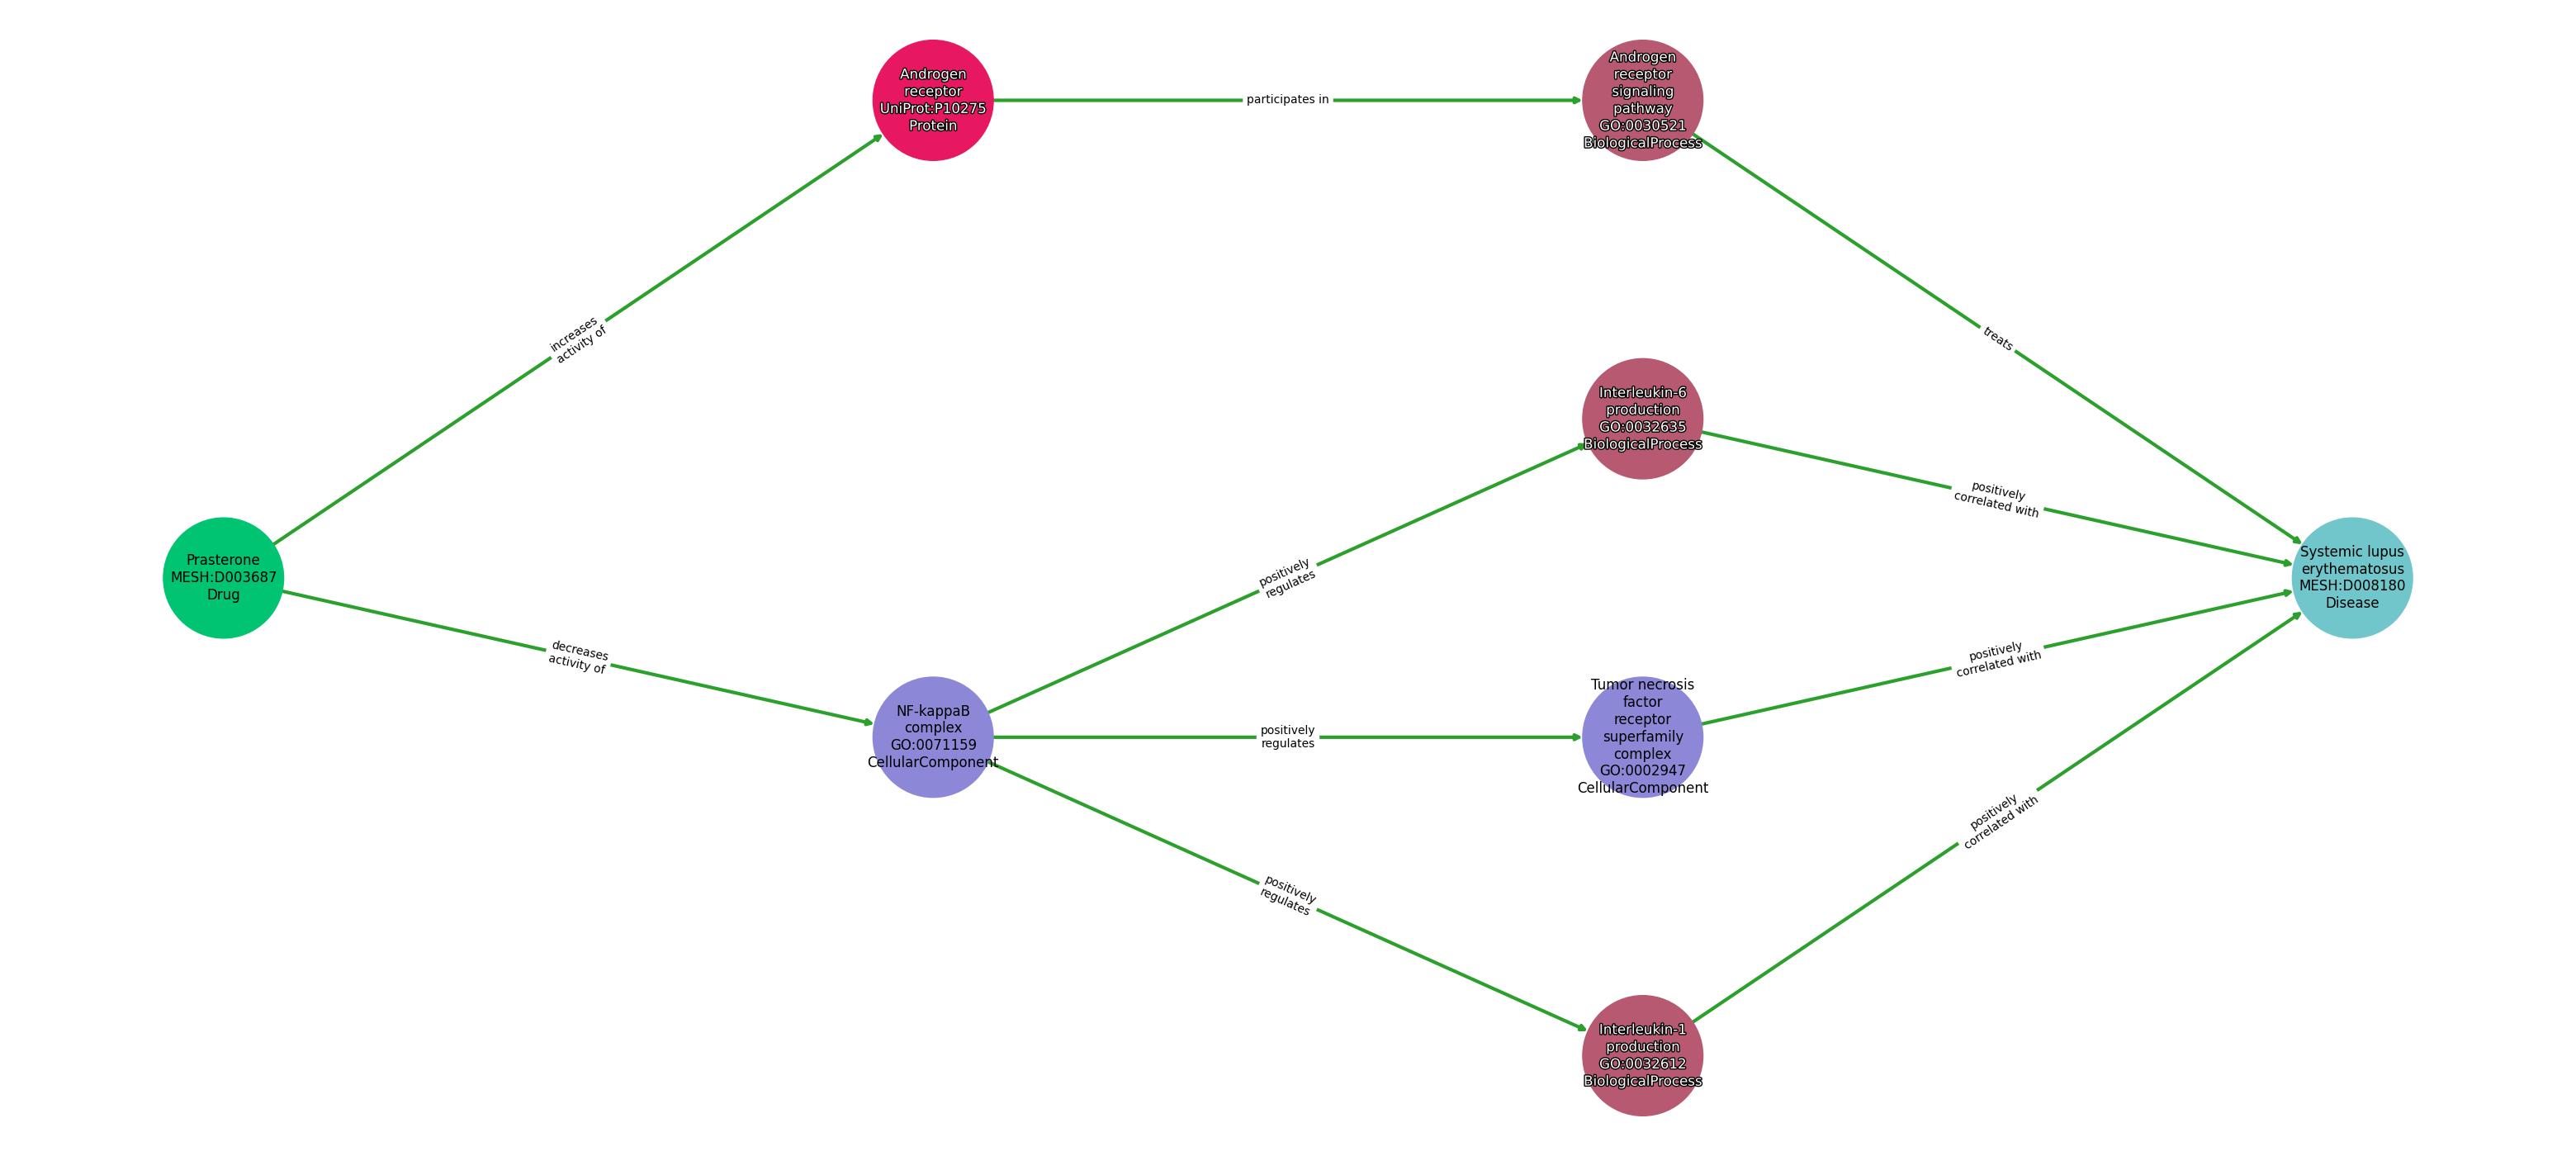 Androgen
receptor
UniProt:P10275
Protein
participates in
Androgen
receptor
signaling
pathway
GO:0030521
BiologicalProcess
increases
activity of
treats
Interleukin-6
production
GO:0032635
BiologicalProcess
positively
correlated with
Prasterone
MESH:D003687
Drug
positively
regulates
Systemic lupus
erythematosus
MESH:D008180
Disease
decreases
activity of
positively
correlated with
NF-kappaB
complex
GO:0071159
CellularComponent
positively
regulates
Tumor necrosis
factor
receptor
superfamily
complex
GO:0002947
CellularComponent
positively
correlated with
positively
regulates
Interleukin-1
production
GO:0032612
BiologicalProcess